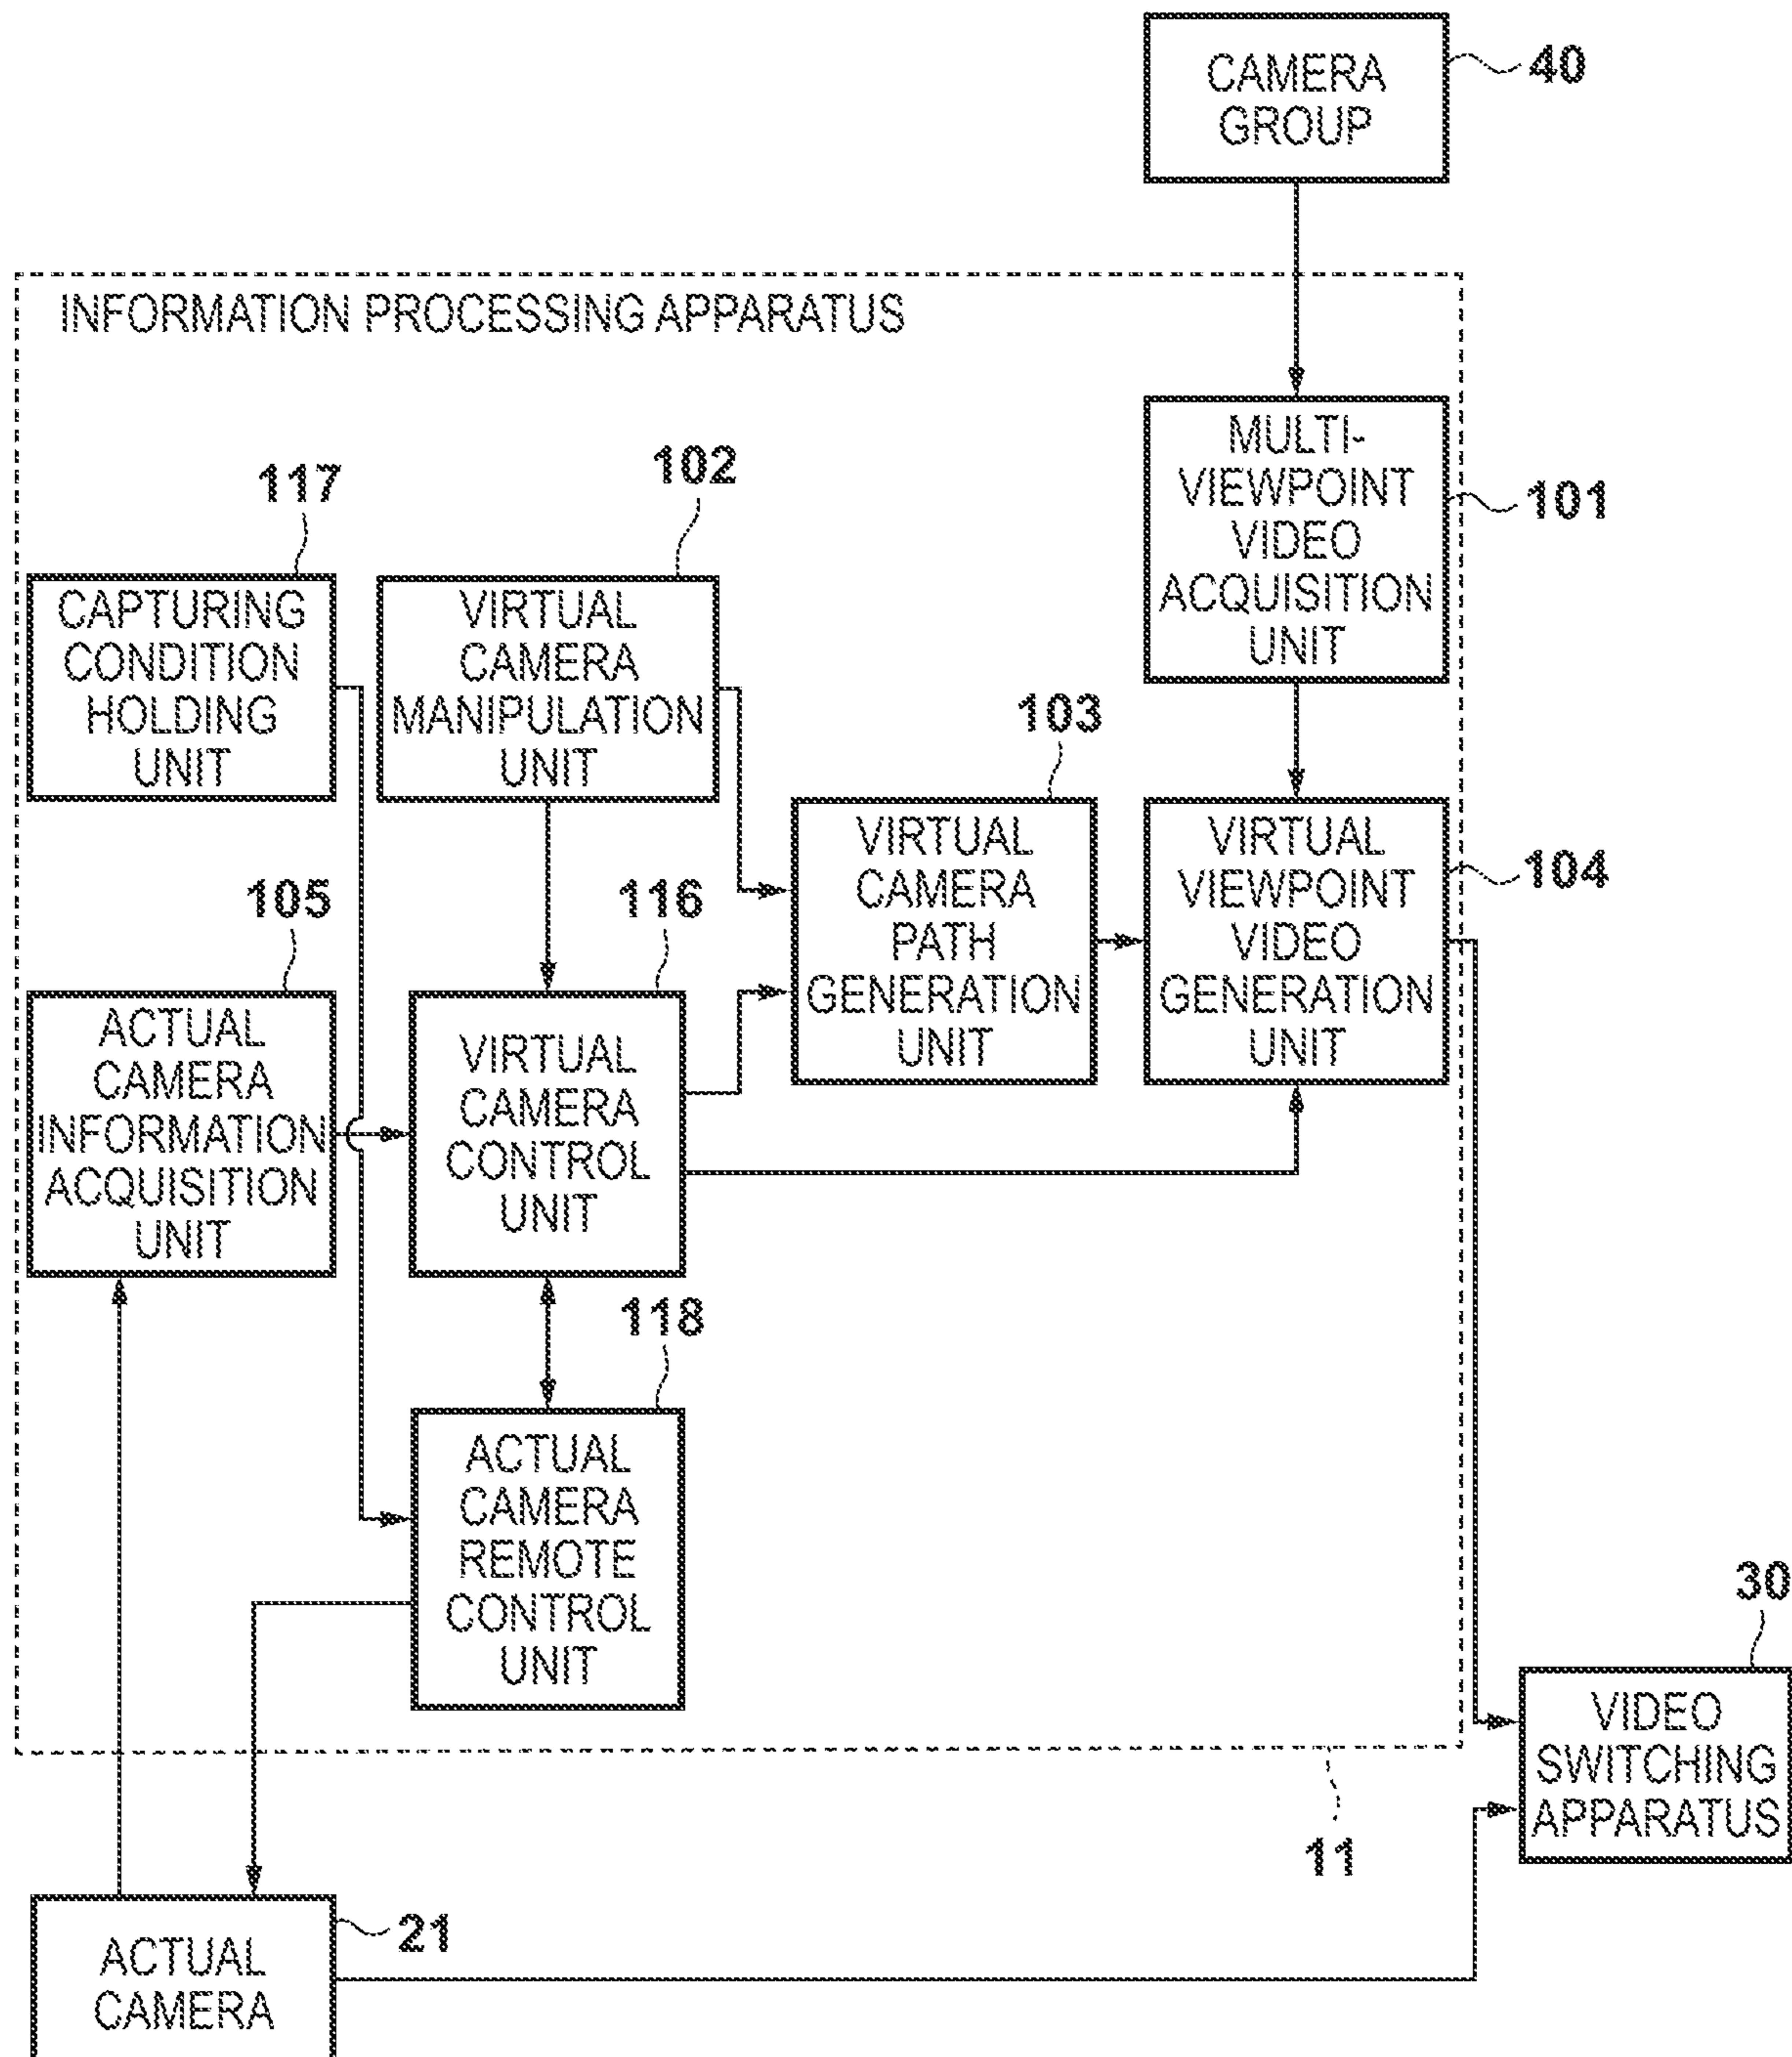 CAMERA
GROUP
40
INFORMATION PROCESSING APPARATUS
MULTI-
VIEWPOINT
VIDEO
ACQUISITION
UNIT
101
117
CAPTURING
CONDITION
HOLDING
UNIT
102
VIRTUAL
CAMERA
MANIPULATION
UNIT
103
VIRTUAL
CAMERA
PATH
GENERATION
UNIT
VIRTUAL
VIEWPOINT
VIDEO
GENERATION
UNIT
104
105
ACTUAL
CAMERA
INFORMATION
ACQUISITION
UNIT
116
VIRTUAL
CAMERA
CONTROL
UNIT
118
ACTUAL
CAMERA
REMOTE
CONTROL
UNIT
30
VIDEO
SWITCHING
APPARATUS
11
21
ACTUAL
CAMERA